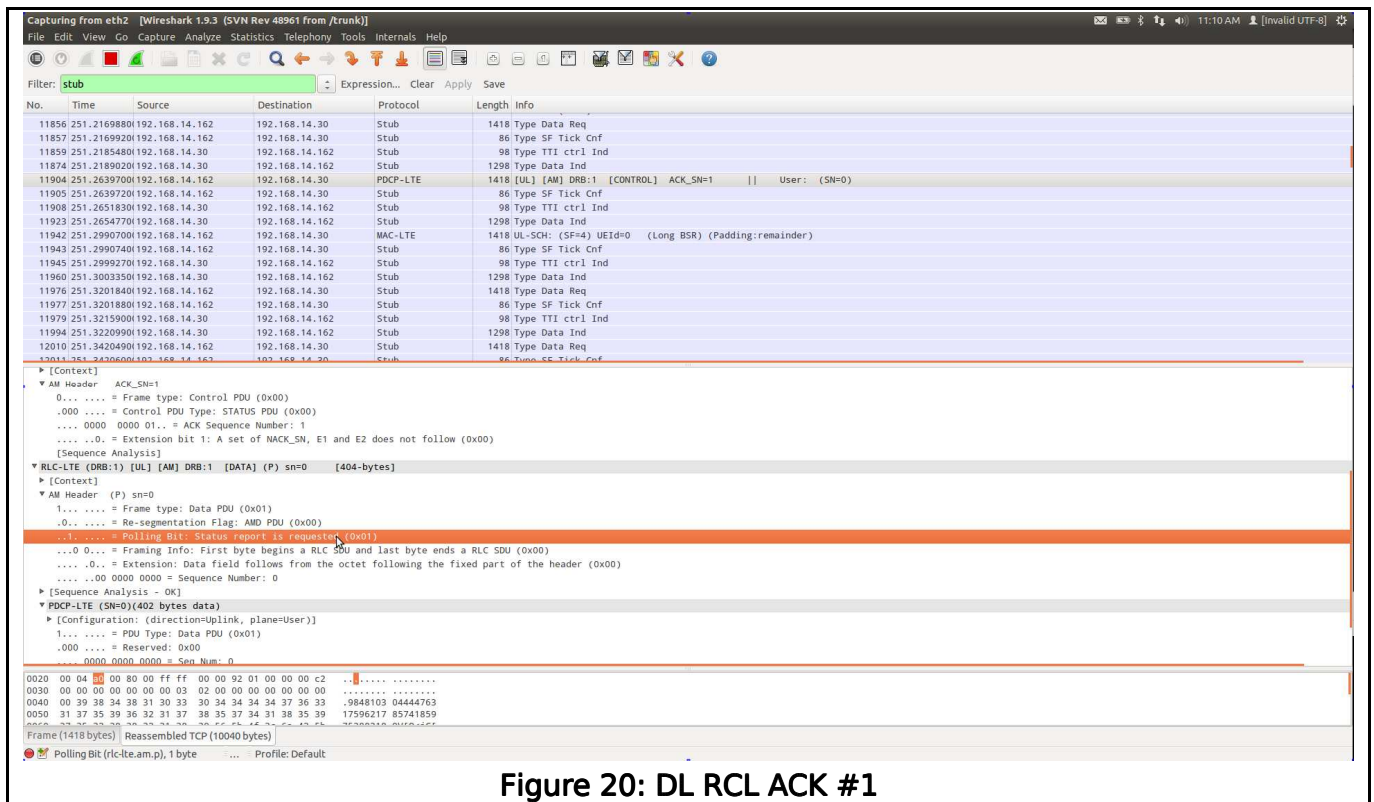 Capturing from eth2 [Wireshark 1.9.3 (SVN Rev 48961 from /trunk)] 11:10 AM [Invalid UTF-8]
File Edit View Go Capture Analyze Statistics Telephony Tools Internals Help
Filter: stub Expression... Clear Apply Save
No. Time Source Destination Protocol Length Info
11856 251.2169880(192.168.14.162 192.168.14.30 Stub 1418 Type Data Req
11857 251.2169920(192.168.14.162 192.168.14.30 Stub 86 Type SF Tick Cnf
11859 251.2185480(192.168.14.30 192.168.14.162 Stub 98 Type TTI ctrl Ind
11874 251.2189020(192.168.14.30 192.168.14.162 Stub 1298 Type Data Ind
11904 251.2639700(192.168.14.162 192.168.14.30 PDCP-LTE 1418 [UL] [AM] DRB:1 [CONTROL] ACK_SN=1 || User: (SN=0)
11905 251.2639720(192.168.14.162 192.168.14.30 Stub 86 Type SF Tick Cnf
11908 251.2651830(192.168.14.30 192.168.14.162 Stub 98 Type TTI ctrl Ind
11923 251.2654770(192.168.14.30 192.168.14.162 Stub 1298 Type Data Ind
11942 251.2990700(192.168.14.162 192.168.14.30 MAC-LTE 1418 UL-SCH: (SF=4) UEId=0 (Long BSR) (Padding:remainder)
11943 251.2990740(192.168.14.162 192.168.14.30 Stub 86 Type SF Tick Cnf
11945 251.2999270(192.168.14.30 192.168.14.162 Stub 98 Type TTI ctrl Ind
11960 251.3003350(192.168.14.30 192.168.14.162 Stub 1298 Type Data Ind
11976 251.3201840(192.168.14.162 192.168.14.30 Stub 1418 Type Data Req
11977 251.3201880(192.168.14.162 192.168.14.30 Stub 86 Type SF Tick Cnf
11979 251.3215900(192.168.14.30 192.168.14.162 Stub 98 Type TTI ctrl Ind
11994 251.3220990(192.168.14.30 192.168.14.162 Stub 1298 Type Data Ind
12010 251.3420490(192.168.14.162 192.168.14.30 Stub 1418 Type Data Req
12011 251.3420600(192.168.14.162 192.168.14.30 Stub 86 Type SF Tick Cnf
[Context]
AM Header ACK_SN=1
0... .... = Frame type: Control PDU (0x00)
.000 .... = Control PDU Type: STATUS PDU (0x00)
.... 0000 0000 01.. = ACK Sequence Number: 1
.... ..0. = Extension bit 1: A set of NACK_SN, E1 and E2 does not follow (0x00)
[Sequence Analysis]
RLC-LTE (DRB:1) [UL] [AM] DRB:1 [DATA] (P) sn=0 [404-bytes]
[Context]
AM Header (P) sn=0
1... .... = Frame type: Data PDU (0x01)
.0.. .... = Re-segmentation Flag: AMD PDU (0x00)
..1. .... = Polling Bit: Status report is requested (0x01)
...0 0... = Framing Info: First byte begins a RLC SDU and last byte ends a RLC SDU (0x00)
.... .0.. = Extension: Data field follows from the octet following the fixed part of the header (0x00)
.... ..00 0000 0000 = Sequence Number: 0
[Sequence Analysis - OK]
PDCP-LTE (SN=0)(402 bytes data)
[Configuration: (direction=Uplink, plane=User)]
1... .... = PDU Type: Data PDU (0x01)
.000 .... = Reserved: 0x00
.... 0000 0000 0000 = Seq Num: 0
0020 00 04 a0 00 80 00 ff ff 00 00 92 01 00 00 00 c2 ........ ........
0030 00 00 00 00 00 00 00 03 02 00 00 00 00 00 00 00 ........ ........
0040 00 39 38 34 38 31 30 33 30 34 34 34 34 37 36 33 .9848103 04444763
0050 31 37 35 39 36 32 31 37 38 35 37 34 31 38 35 39 17596217 85741859
Frame (1418 bytes) Reassembled TCP (10040 bytes)
Polling Bit (rlc-lte.am.p), 1 byte ... Profile: Default
Figure 20: DL RCL ACK #1